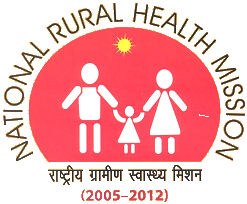 NATIONAL RURAL HEALTH MISSION
राष्ट्रीय ग्रामीण स्वास्थ्य मिशन
(2005-2012)